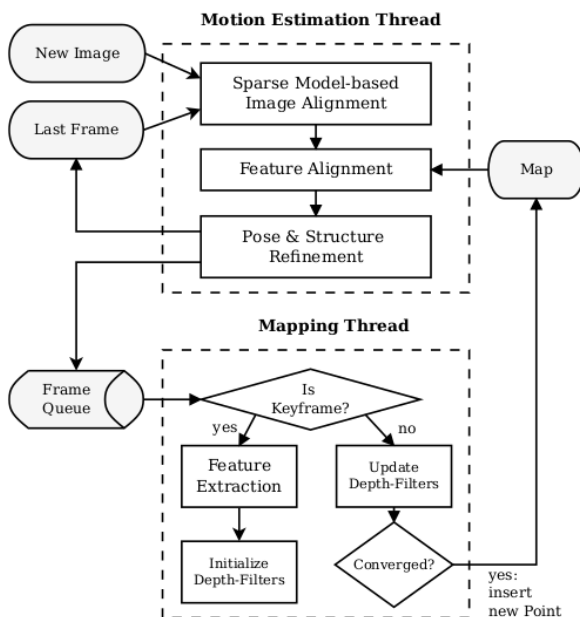 Motion Estimation Thread
New Image
Sparse Model-based
Image Alignment
Last Frame
Feature Alignment
Map
Pose & Structure
Refinement
Mapping Thread
Frame
Queue
Is
Keyframe?
yes
no
Feature
Extraction
Update
Depth-Filters
Initialize
Depth-Filters
Converged?
yes:
insert
new Point